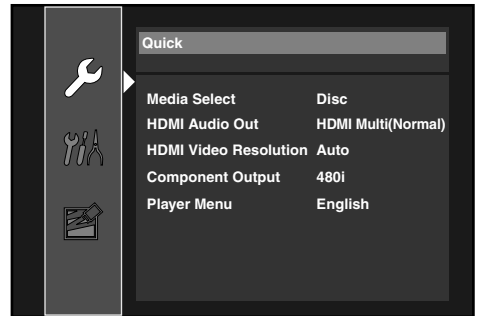 Quick
Media Select Disc
HDMI Audio Out HDMI Multi(Normal)
HDMI Video Resolution Auto
Component Output 480i
Player Menu English